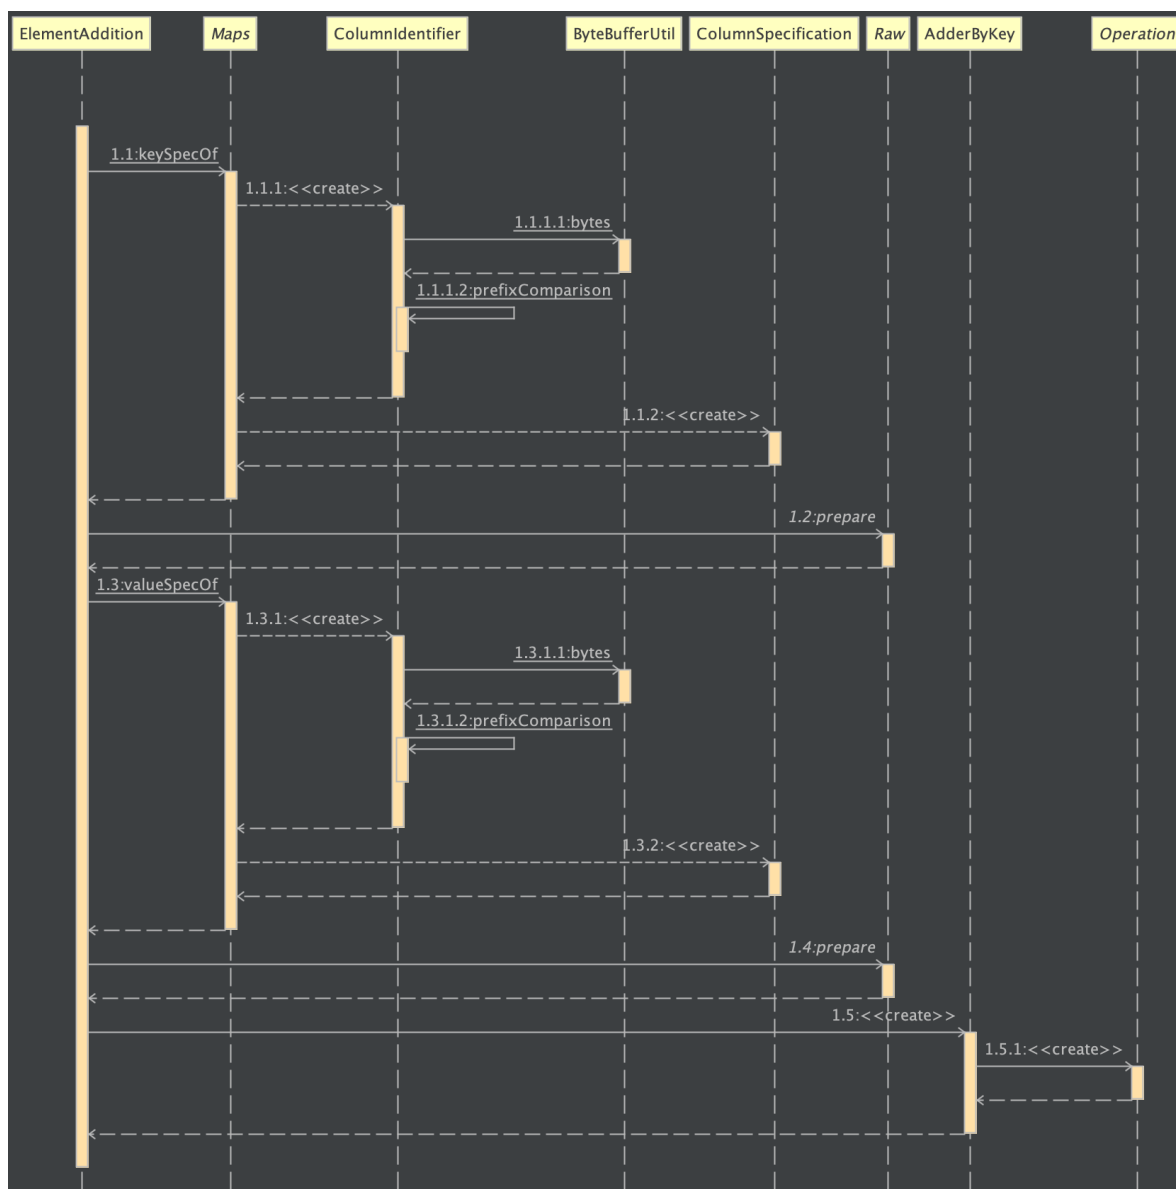 ElementAddition Maps ColumnIdentifier ByteBufferUtil ColumnSpecification Raw AdderByKey Operation
1.1:keySpecOf
1.1.1:<<create>>
1.1.1.1:bytes
1.1.1.2:prefixComparison
1.1.2:<<create>>
1.2:prepare
1.3:valueSpecOf
1.3.1:<<create>>
1.3.1.1:bytes
1.3.1.2:prefixComparison
1.3.2:<<create>>
1.4:prepare
1.5:<<create>>
1.5.1:<<create>>